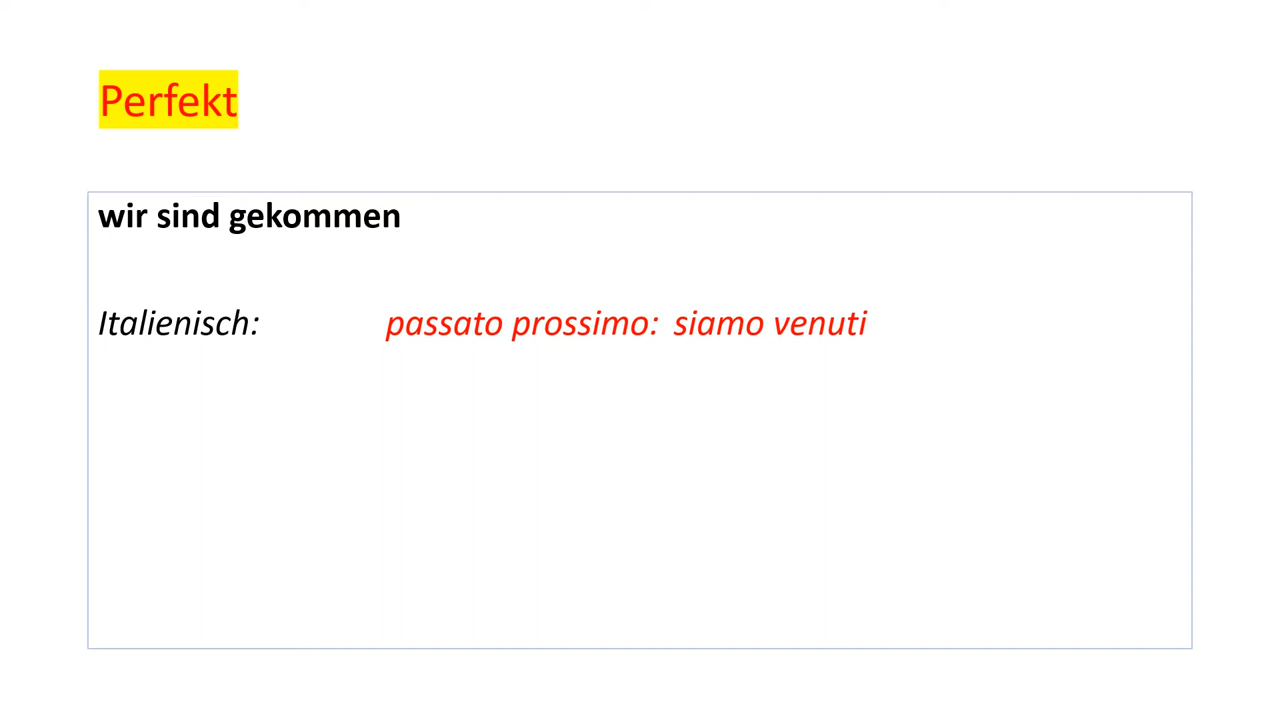 Perfekt
wir sind gekommen
Italienisch: passato prossimo: siamo venuti